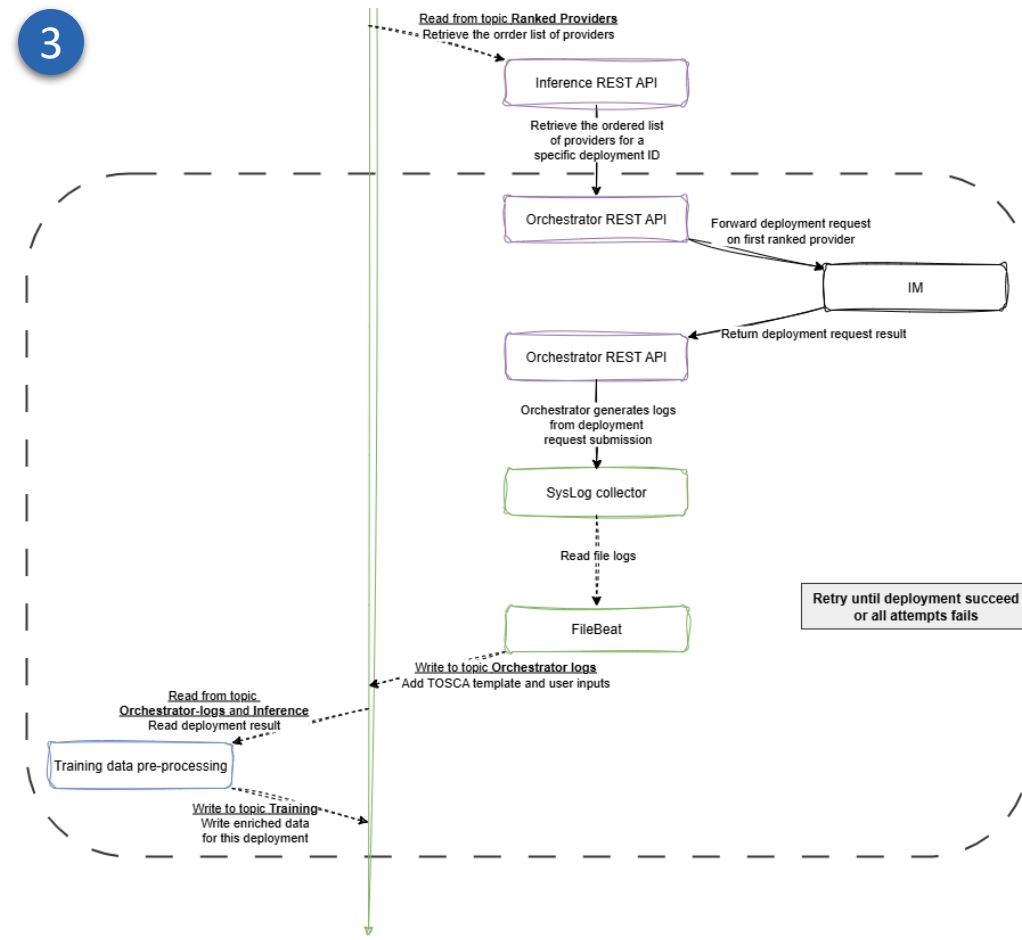 3
Read from topic Ranked Providers
Retrieve the orrder list of providers
Inference REST API
Retrieve the ordered list
of providers for a
specific deployment ID
Orchestrator REST API
Forward deployment request
on first ranked provider
IM
Return deployment request result
Orchestrator REST API
Orchestrator generates logs
from deployment
request submission
SysLog collector
Read file logs
Retry until deployment succeed
or all attempts fails
FileBeat
Write to topic Orchestrator logs
Add TOSCA template and user inputs
Read from topic
Orchestrator-logs and Inference
Read deployment result
Training data pre-processing
Write to topic Training
Write enriched data
for this deployment